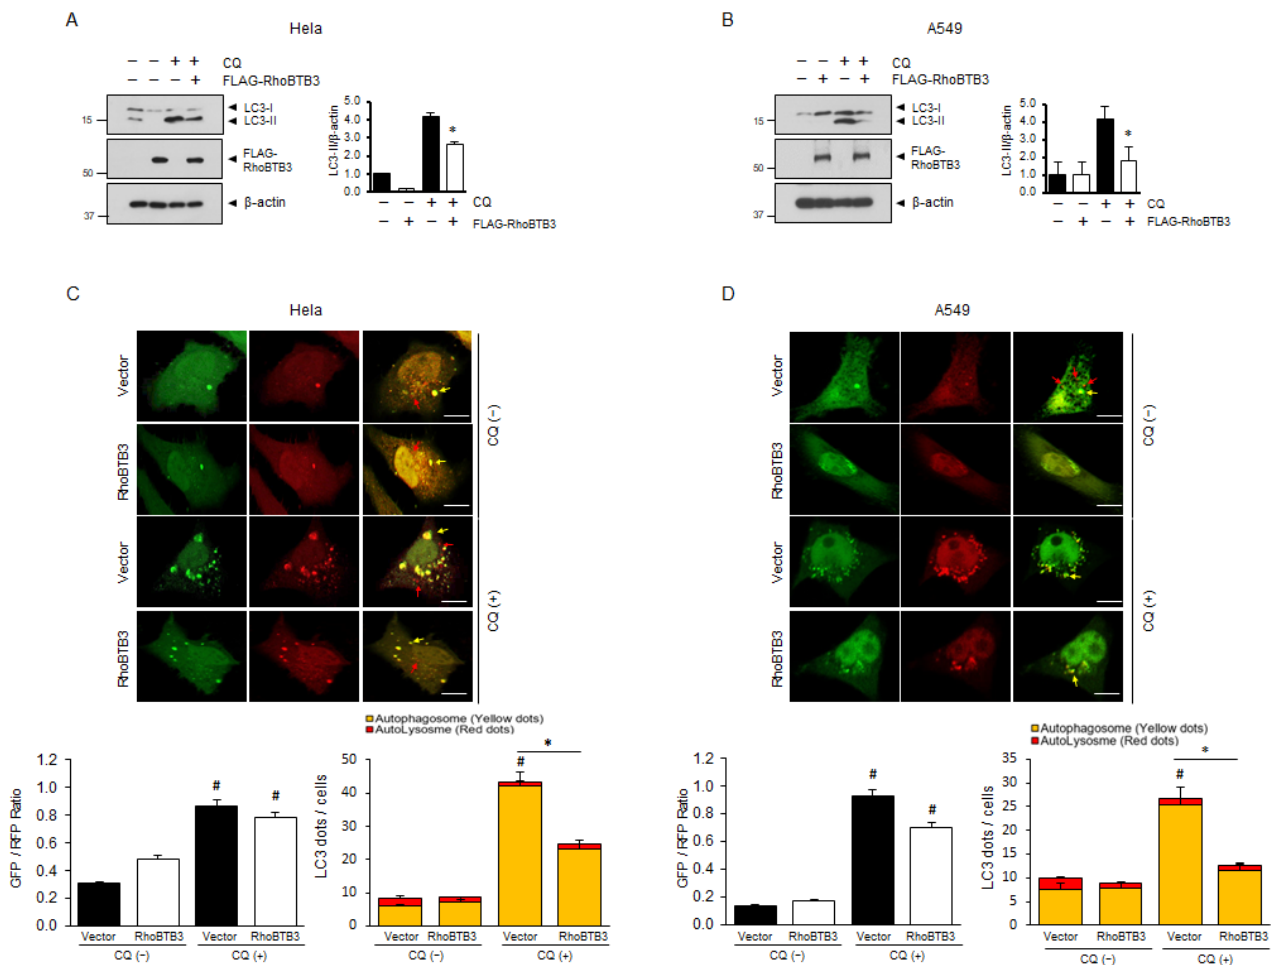 A
Hela
− − + + CQ
− − − + FLAG-RhoBTB3
LC3-I
15 LC3-II
FLAG-
RhoBTB3
50
β-actin
37
LC3-II/β-actin
5.0
4.0
3.0
2.0
1.0
0.0
*
− − + + CQ
− + − + FLAG-RhoBTB3
B
A549
− − + + CQ
− + − + FLAG-RhoBTB3
LC3-I
15 LC3-II
FLAG-
RhoBTB3
50
β-actin
37
LC3-II/β-actin
5.0
4.0
3.0
2.0
1.0
0.0
*
− − + + CQ
− + − + FLAG-RhoBTB3
C
Hela
Vector
RhoBTB3
Vector
RhoBTB3
CQ (−)
CQ (+)
GFP / RFP Ratio
1.2
1.0
0.8
0.6
0.4
0.2
0.0
# #
Vector RhoBTB3 Vector RhoBTB3
CQ (−) CQ (+)
Autophagosome (Yellow dots)
AutoLysosme (Red dots)
LC3 dots / cells
50
40
30
20
10
0
*
#
Vector RhoBTB3 Vector RhoBTB3
CQ (−) CQ (+)
D
A549
Vector
RhoBTB3
Vector
RhoBTB3
CQ (−)
CQ (+)
GFP / RFP Ratio
1.2
1.0
0.8
0.6
0.4
0.2
0.0
# #
Vector RhoBTB3 Vector RhoBTB3
CQ (−) CQ (+)
Autophagosome (Yellow dots)
AutoLysosme (Red dots)
LC3 dots / cells
35
30
25
20
15
10
5
0
*
#
Vector RhoBTB3 Vector RhoBTB3
CQ (−) CQ (+)